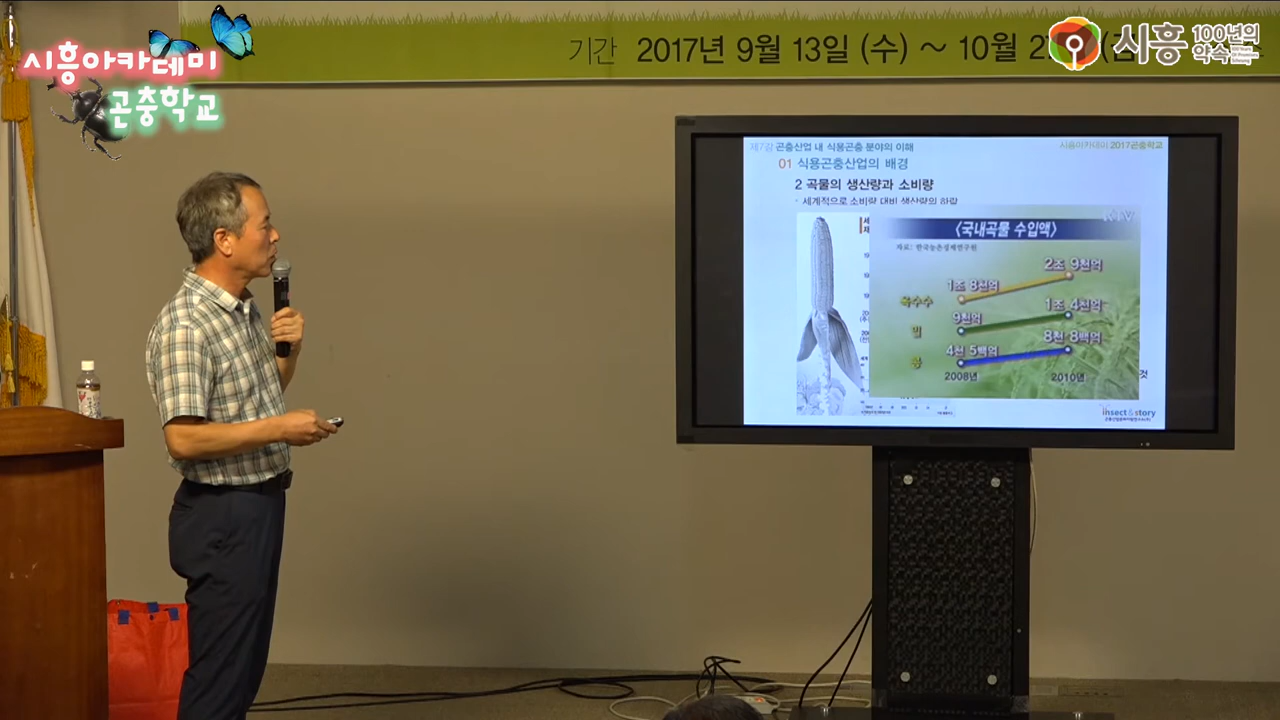 시흥아카데미
곤충학교
기간 2017년 9월 13일 (수) ~ 10월
시흥 100년의
약속
제7강 곤충산업 내 식용곤충 분야의 이해
시흥아카데미 2017곤충학교
01 식용곤충산업의 배경
2 곡물의 생산량과 소비량
· 세계적으로 소비량 대비 생산량의 하락
KTV
<국내곡물 수입액>
자료: 한국농촌경제연구원
옥수수 1조 8천억 2조 9천억
밀 9천억 1조 4천억
콩 4천 5백억 8천 8백억
2008년 2010년
것
insect&story